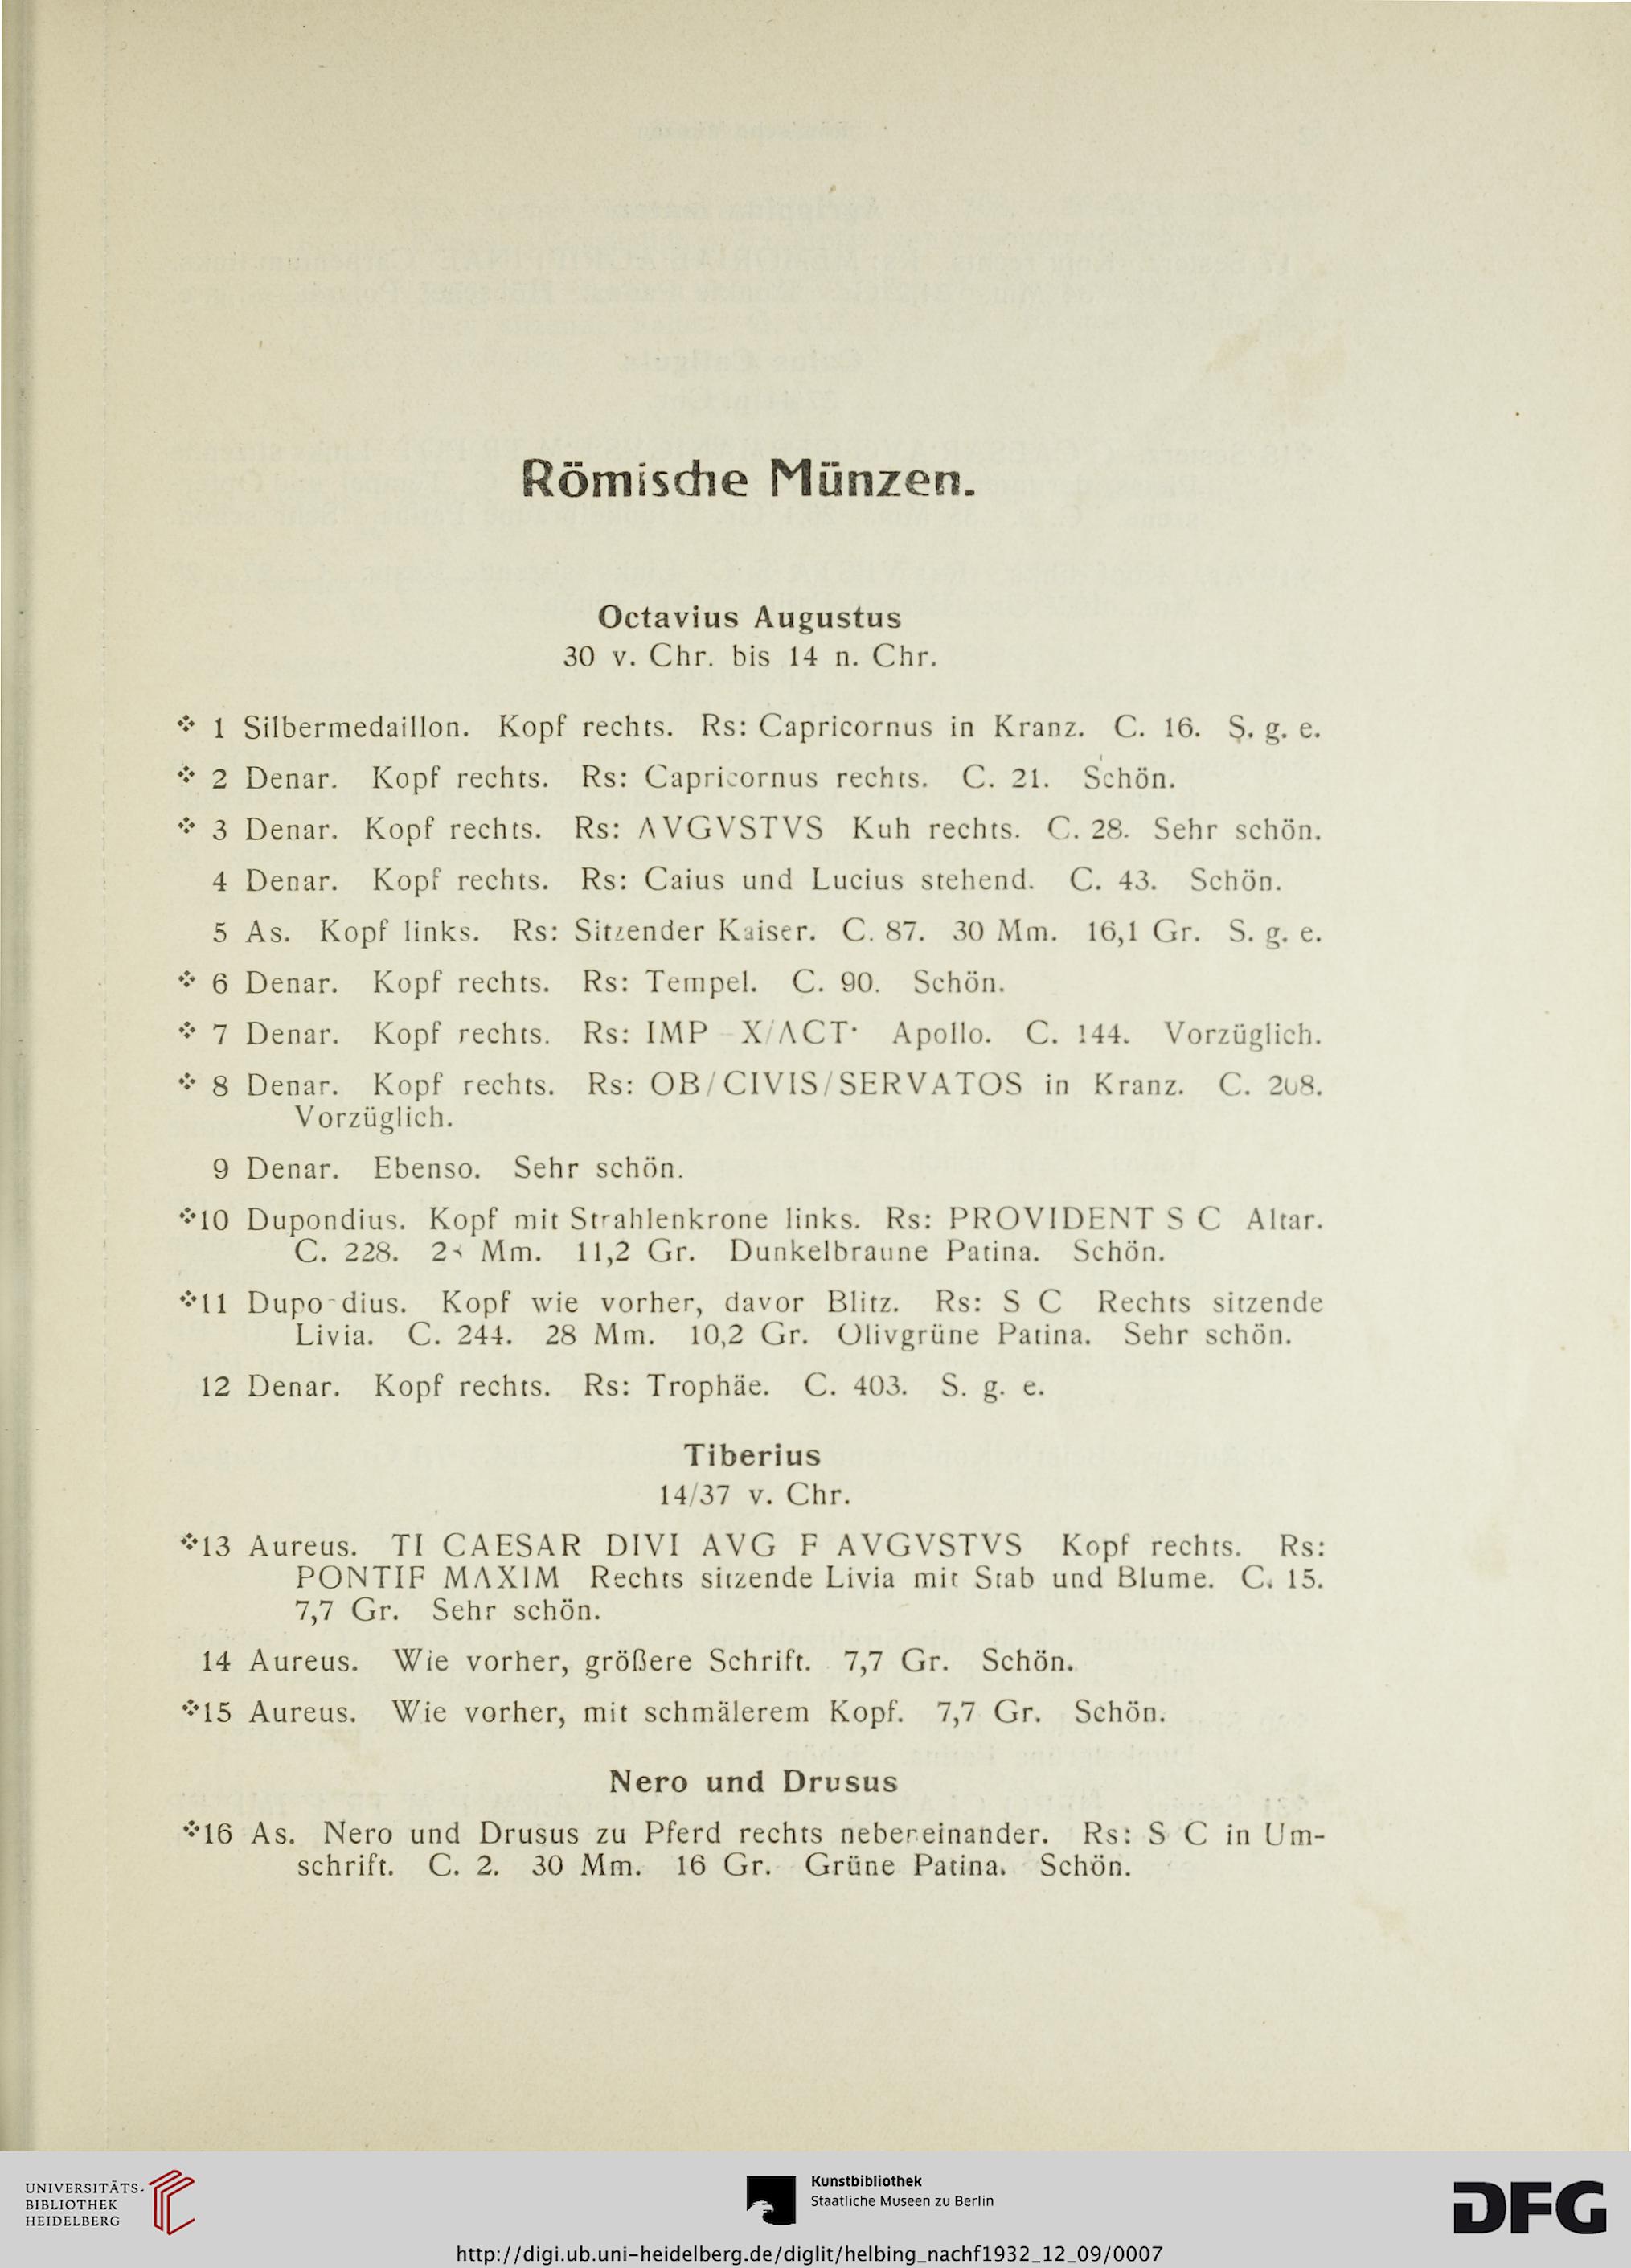 Römische Münzen.
Octavius Augustus
30 v. Chr. bis 14 n. Chr.
1 Silbermedaillon. Kopf rechts. Rs: Capricornus in Kranz. C. 16. S. g. e.
2 Denar. Kopf rechts. Rs: Capricornus rechts. C. 21. Schön.
3 Denar. Kopf rechts. Rs: AVGVSTVS Kuh rechts. C. 28. Sehr schön.
4 Denar. Kopf rechts. Rs: Caius und Lucius stehend. C. 43. Schön.
5 As. Kopf links. Rs: Sitzender Kaiser. C. 87. 30 Mm. 16,1 Gr. S. g. e.
6 Denar. Kopf rechts. Rs: Tempel. C. 90. Schön.
7 Denar. Kopf rechts. Rs: IMP – X/ACT· Apollo. C. 144. Vorzüglich.
8 Denar. Kopf rechts. Rs: OB/CIVIS/SERVATOS in Kranz. C. 208.
Vorzüglich.
9 Denar. Ebenso. Sehr schön.
10 Dupondius. Kopf mit Strahlenkrone links. Rs: PROVIDENT S C Altar.
C. 228. Mm. 11,2 Gr. Dunkelbraune Patina. Schön.
11 Dupondius. Kopf wie vorher, davor Blitz. Rs: S C Rechts sitzende
Livia. C. 244. 28 Mm. 10,2 Gr. Olivgrüne Patina. Sehr schön.
12 Denar. Kopf rechts. Rs: Trophäe. C. 403. S. g. e.
Tiberius
14/37 v. Chr.
13 Aureus. TI CAESAR DIVI AVG F AVGVSTVS Kopf rechts. Rs:
PONTIF MAXIM Rechts sitzende Livia mit Stab und Blume. C. 15.
7,7 Gr. Sehr schön.
14 Aureus. Wie vorher, größere Schrift. 7,7 Gr. Schön.
15 Aureus. Wie vorher, mit schmälerem Kopf. 7,7 Gr. Schön.
Nero und Drusus
16 As. Nero und Drusus zu Pferd rechts nebeneinander. Rs: S C in Um-
schrift. C. 2. 30 Mm. 16 Gr. Grüne Patina. Schön.
UNIVERSITÄTS-
BIBLIOTHEK
HEIDELBERG
Kunstbibliothek
Staatliche Museen zu Berlin
DFG
http://digi.ub.uni-heidelberg.de/diglit/helbing_nachf1932_12_09/0007